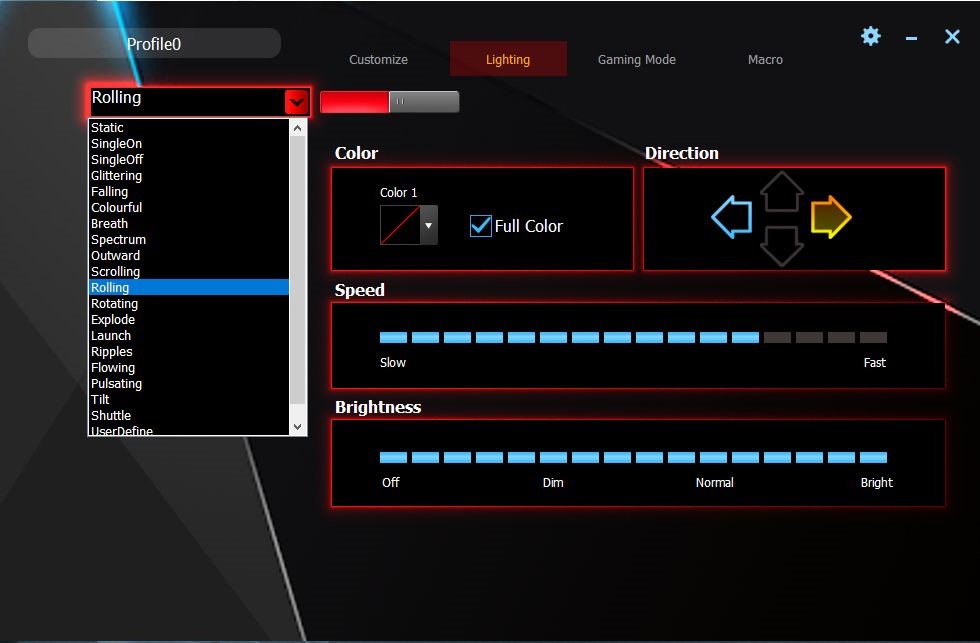 Profile0
Customize
Lighting
Gaming Mode
Macro
Rolling
Static
SingleOn
SingleOff
Glittering
Falling
Colourful
Breath
Spectrum
Outward
Scrolling
Rolling
Rotating
Explode
Launch
Ripples
Flowing
Pulsating
Tilt
Shuttle
UserDefine
Color
Color 1
Full Color
Direction
Speed
Slow
Fast
Brightness
Off
Dim
Normal
Bright